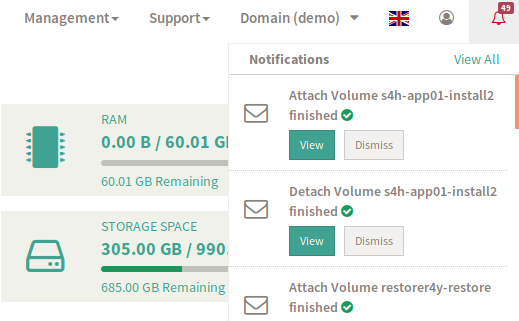 Management Support Domain (demo) 49
Notifications View All
Attach Volume s4h-app01-install2
finished
View Dismiss
Detach Volume s4h-app01-install2
finished
View Dismiss
Attach Volume restorer4y-restore
finished
RAM
0.00 B / 60.01 G
60.01 GB Remaining
STORAGE SPACE
305.00 GB / 990.
685.00 GB Remaining